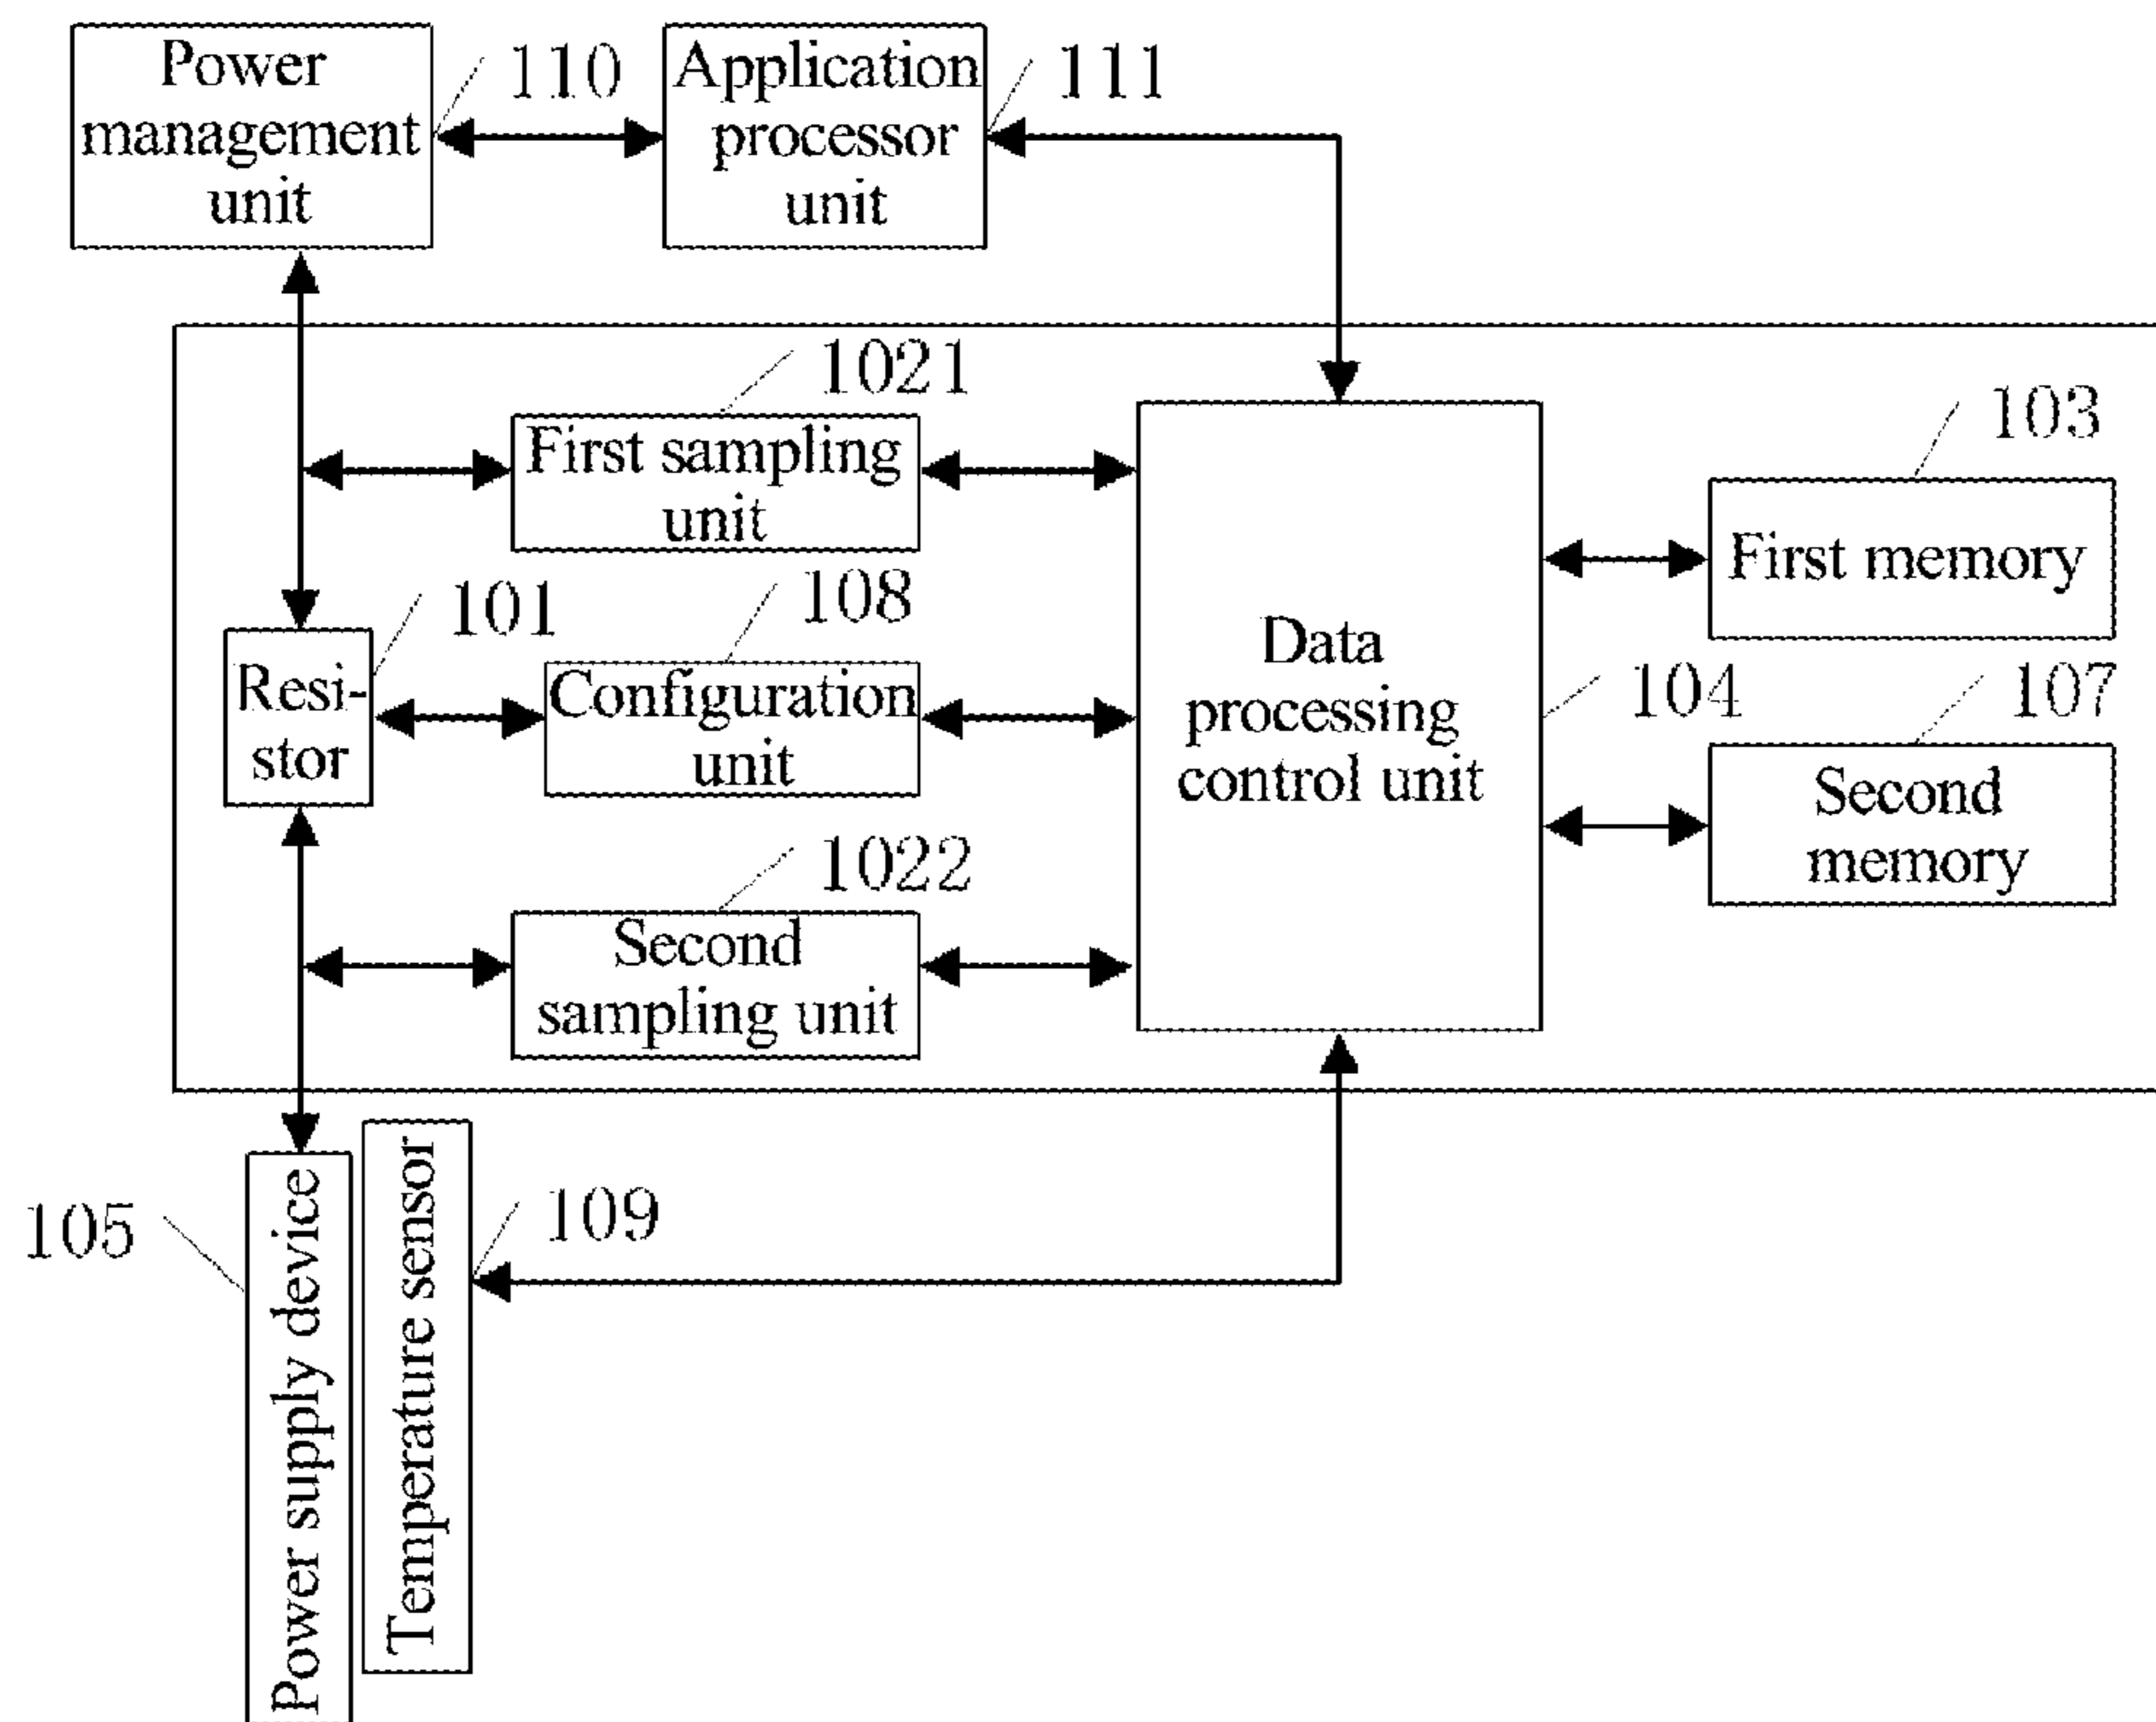 Power
management
unit
110
Application
processor
unit
111
1021
First sampling
unit
103
First memory
101
Resi-
stor
108
Configuration
unit
Data
processing
control unit
104
107
Second
memory
1022
Second
sampling unit
105
Power supply device
Temperature sensor
109